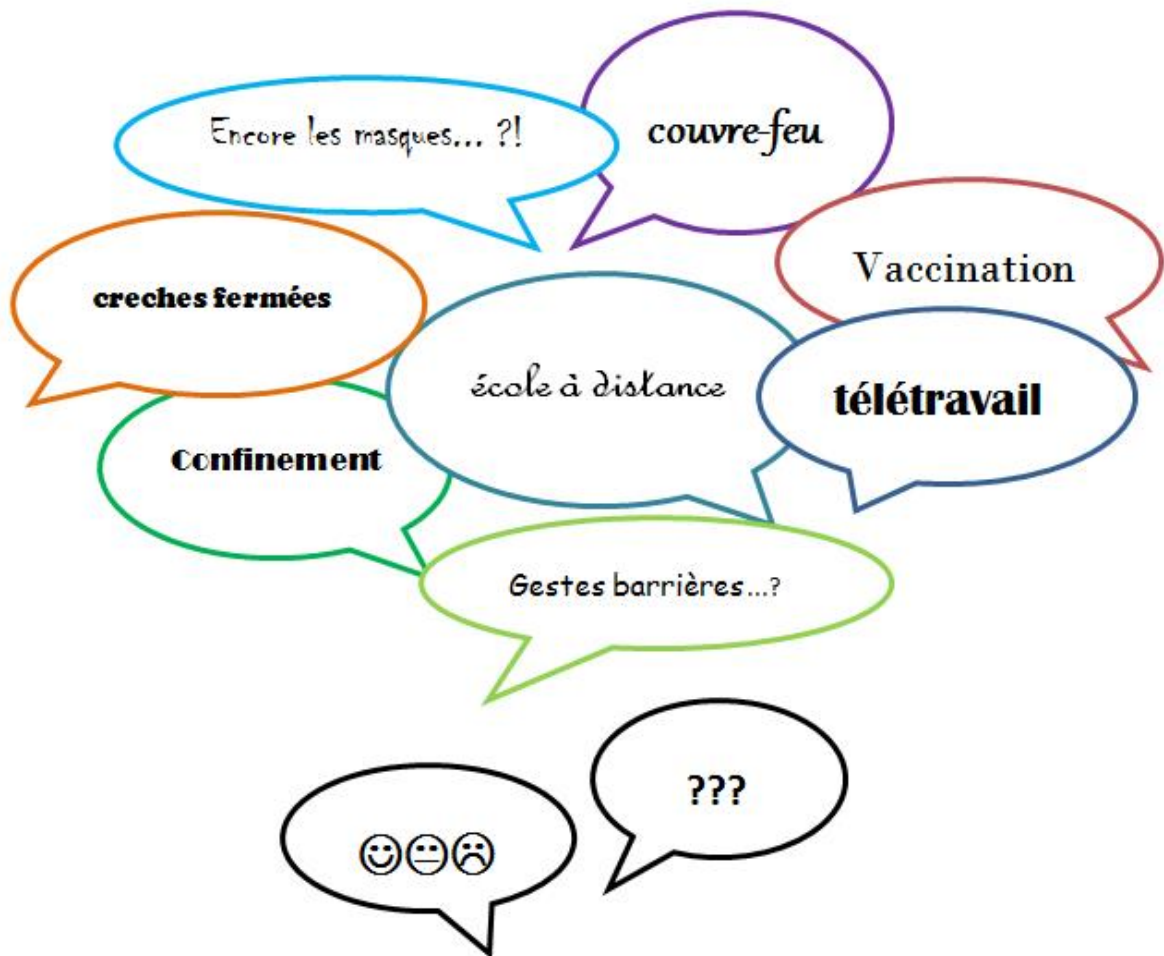 Encore les masques... ?!
couvre-feu
Vaccination
creches fermées
école à distance
télétravail
Confinement
Gestes barrières...?
???
☺😐☹